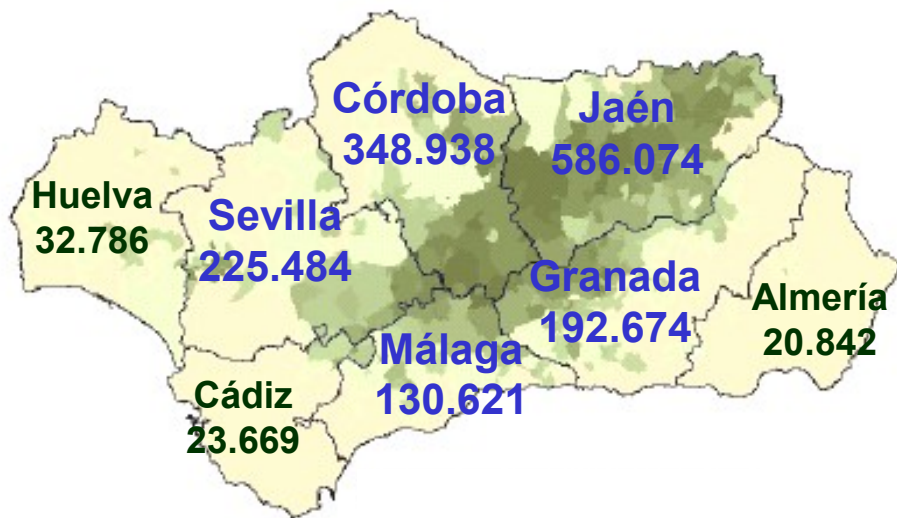 Córdoba
348.938
Jaén
586.074
Huelva
32.786
Sevilla
225.484
Granada
192.674
Almería
20.842
Málaga
130.621
Cádiz
23.669